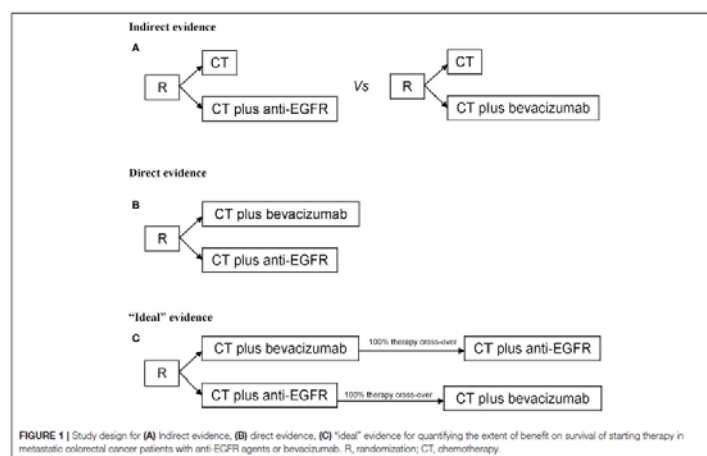 Indirect evidence
A
CT
CT
R
Vs
R
CT plus anti-EGFR
CT plus bevacizumab
Direct evidence
B
CT plus bevacizumab
R
CT plus anti-EGFR
“Ideal” evidence
C
CT plus bevacizumab
100% therapy cross-over
CT plus anti-EGFR
R
CT plus anti-EGFR
100% therapy cross-over
CT plus bevacizumab
FIGURE 1 | Study design for (A) Indirect evidence, (B) direct evidence, (C) “ideal” evidence for quantifying the extent of benefit on survival of starting therapy in
metastatic colorectal cancer patients with anti-EGFR agents or bevacizumab. R, randomization; CT, chemotherapy.